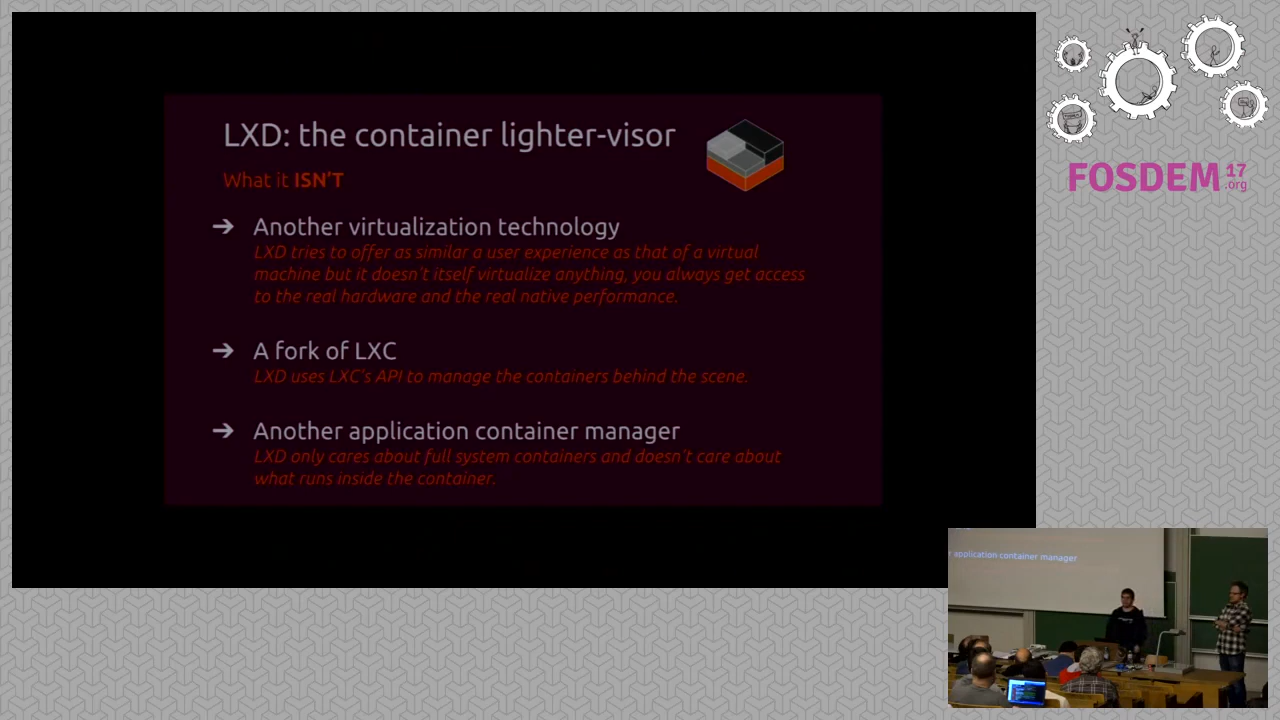 LXD: the container lighter-visor
What it ISN'T
➔ Another virtualization technology
LXD tries to offer as similar a user experience as that of a virtual
machine but it doesn't itself virtualize anything, you always get access
to the real hardware and the real native performance.
➔ A fork of LXC
LXD uses LXC's API to manage the containers behind the scene.
➔ Another application container manager
LXD only cares about full system containers and doesn't care about
what runs inside the container.
FOSDEM 17
.org
application container manager